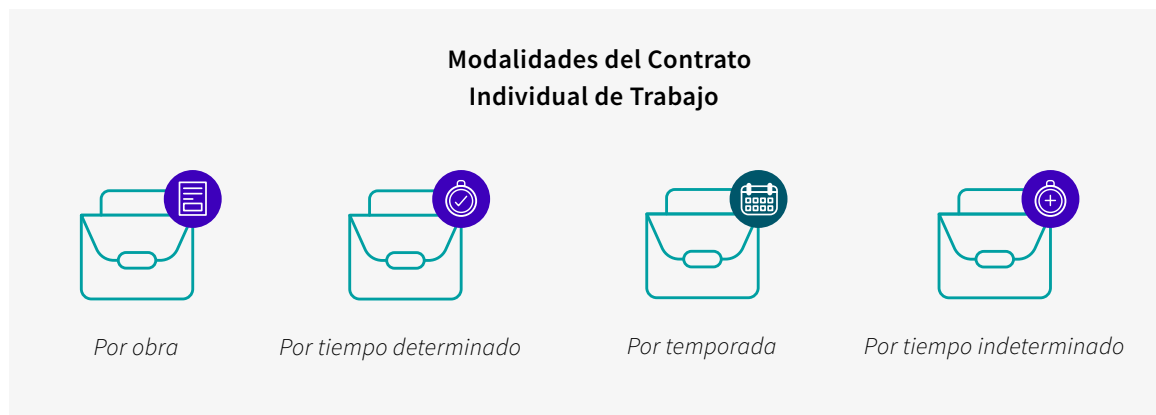 Modalidades del Contrato
Individual de Trabajo
Por obra
Por tiempo determinado
Por temporada
Por tiempo indeterminado